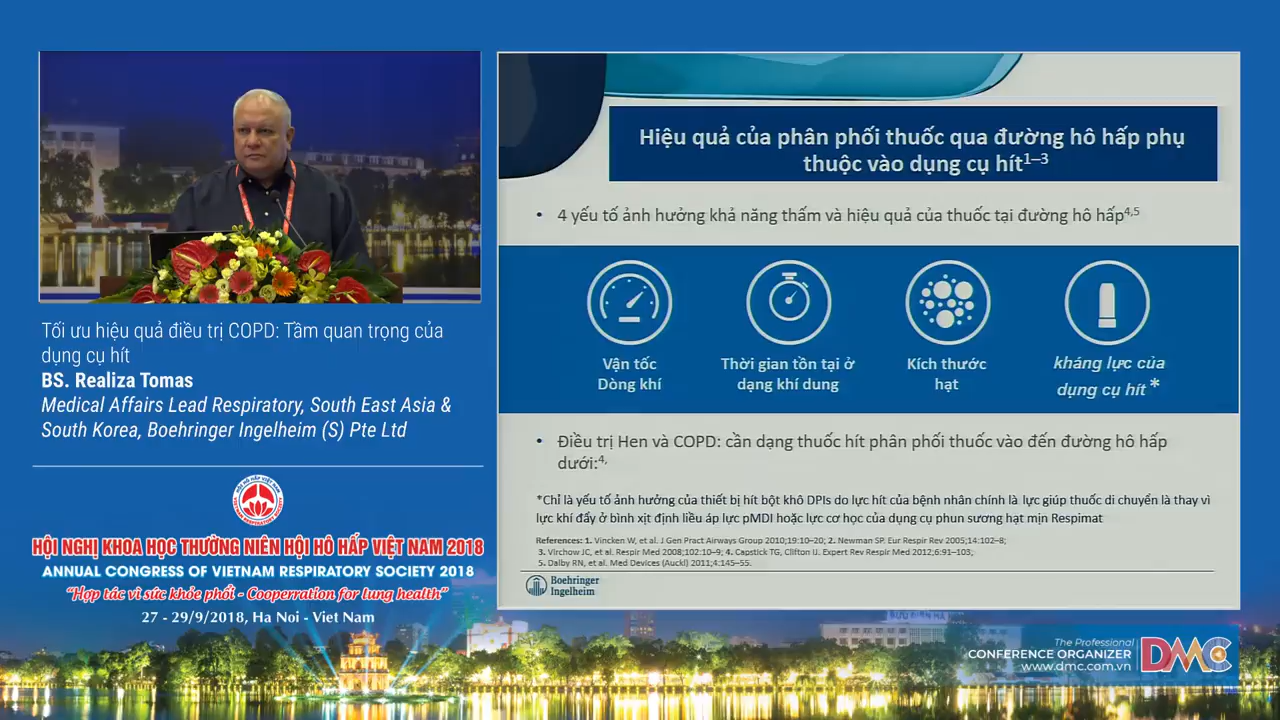 Tối ưu hiệu quả điều trị COPD: Tầm quan trọng của
dụng cụ hít
BS. Realiza Tomas
Medical Affairs Lead Respiratory, South East Asia &
South Korea, Boehringer Ingelheim (S) Pte Ltd
HỘI NGHỊ KHOA HỌC THƯỜNG NIÊN HỘI HÔ HẤP VIỆT NAM 2018
ANNUAL CONGRESS OF VIETNAM RESPIRATORY SOCIETY 2018
“Hợp tác vì sức khỏe phổi - Cooperration for lung health”
27 - 29/9/2018, Ha Noi - Viet Nam
Hiệu quả của phân phối thuốc qua đường hô hấp phụ
thuộc vào dụng cụ hít1–3
• 4 yếu tố ảnh hưởng khả năng thấm và hiệu quả của thuốc tại đường hô hấp4,5
Vận tốc
Dòng khí
Thời gian tồn tại ở
dạng khí dung
Kích thước
hạt
kháng lực của
dụng cụ hít *
• Điều trị Hen và COPD: cần dạng thuốc hít phân phối thuốc vào đến đường hô hấp
dưới:4,
*Chỉ là yếu tố ảnh hưởng của thiết bị hít bột khô DPIs do lực hít của bệnh nhân chính là lực giúp thuốc di chuyển là thay vì
lực khí đẩy ở bình xịt định liều áp lực pMDI hoặc lực cơ học của dụng cụ phun sương hạt mịn Respimat
References: 1. Vincken W, et al. J Gen Pract Airways Group 2010;19:10–20; 2. Newman SP. Eur Respir Rev 2005;14:102–8;
3. Virchow JC, et al. Respir Med 2008;102:10–9; 4. Capstick TG, Clifton IJ. Expert Rev Respir Med 2012;6:91–103;
5. Dalby RN, et al. Med Devices (Auckl) 2011;4:145–55.
Boehringer
Ingelheim
The Professional
CONFERENCE ORGANIZER
www.dmc.com.vn
DMC